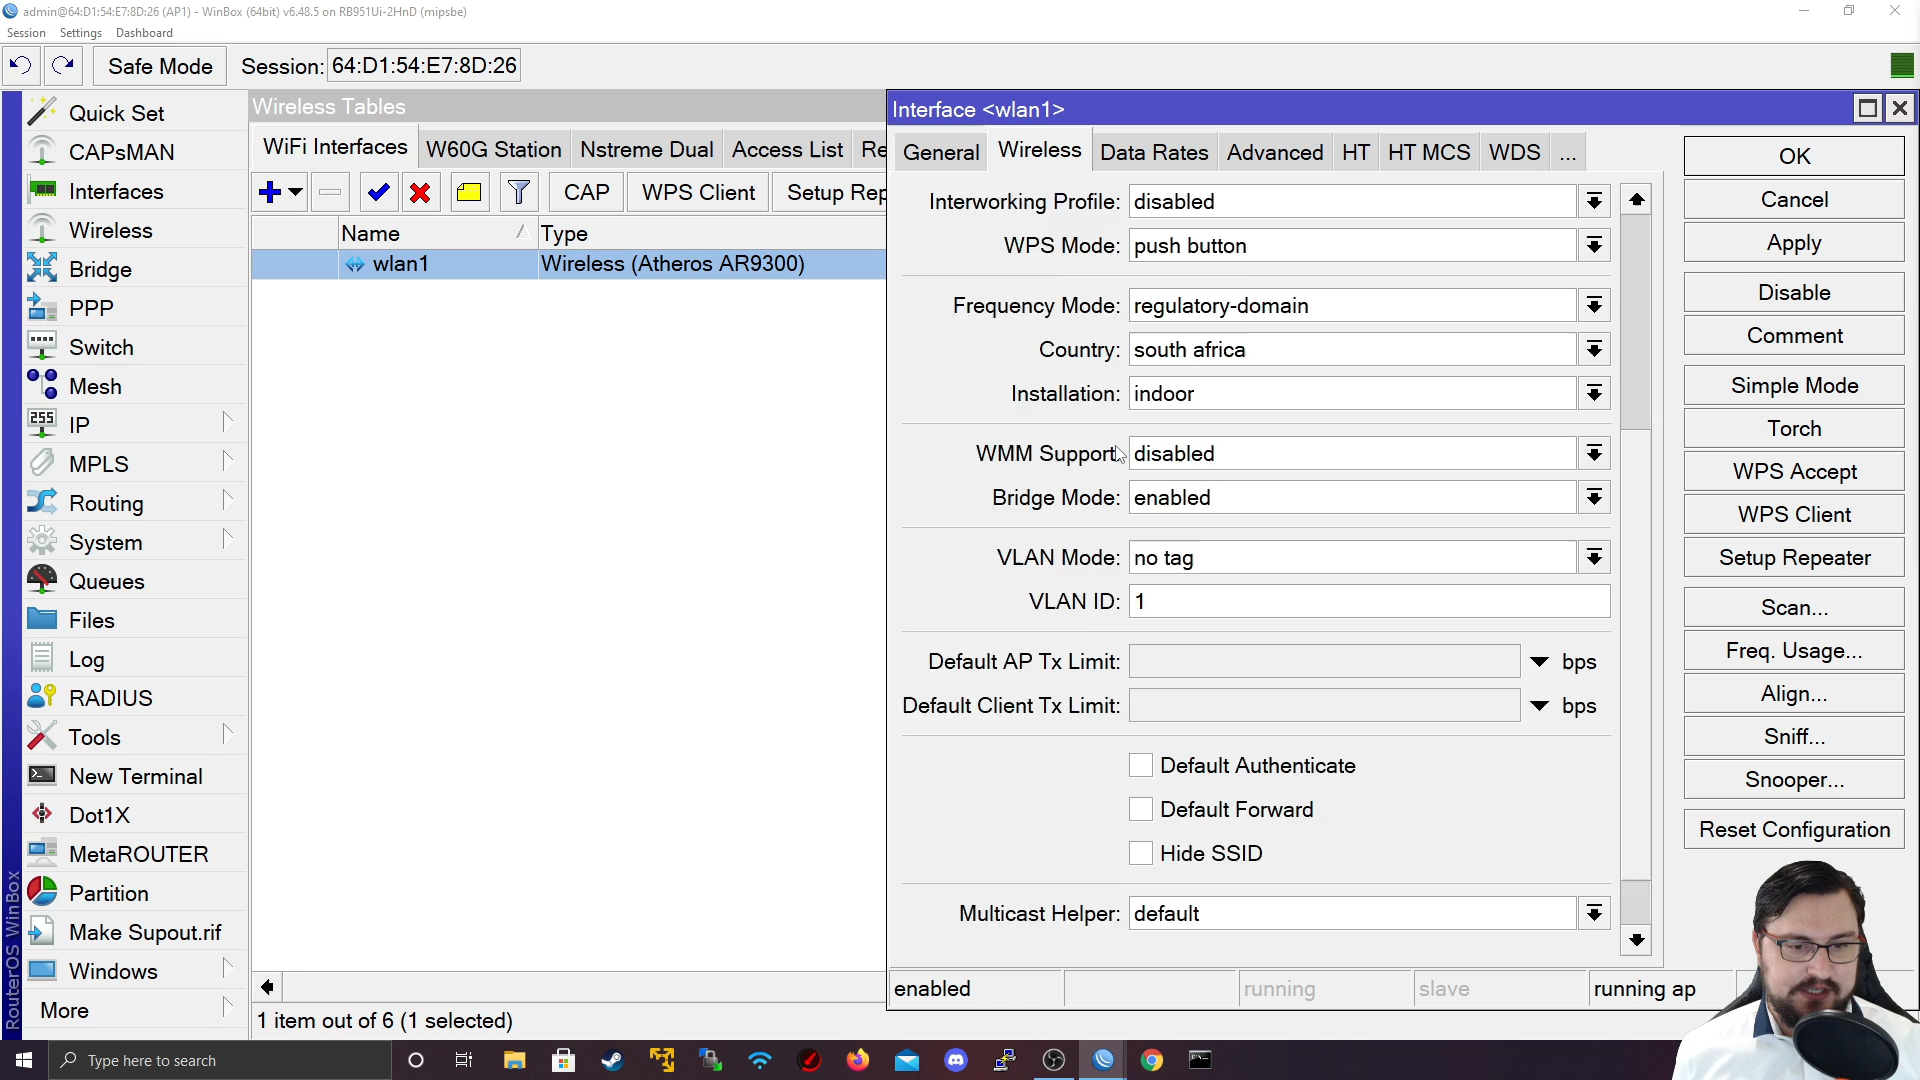 admin@64:D1:54:E7:8D:26 (AP1) - WinBox (64bit) v6.48.5 on RB951Ui-2HnD (mipsbe)
Session Settings Dashboard
Safe Mode Session: 64:D1:54:E7:8D:26
Quick Set
CAPsMAN
Interfaces
Wireless
Bridge
PPP
Switch
Mesh
255 IP
MPLS
Routing
System
Queues
Files
Log
RADIUS
Tools
New Terminal
Dot1X
MetaROUTER
Partition
Make Supout.rif
Windows
More
RouterOS WinBox
Wireless Tables
WiFi Interfaces W60G Station Nstreme Dual Access List Re
CAP WPS Client Setup Rep
Name Type
wlan1 Wireless (Atheros AR9300)
1 item out of 6 (1 selected)
Interface <wlan1>
General Wireless Data Rates Advanced HT HT MCS WDS ...
Interworking Profile: disabled
WPS Mode: push button
Frequency Mode: regulatory-domain
Country: south africa
Installation: indoor
WMM Support: disabled
Bridge Mode: enabled
VLAN Mode: no tag
VLAN ID: 1
Default AP Tx Limit: bps
Default Client Tx Limit: bps
Default Authenticate
Default Forward
Hide SSID
Multicast Helper: default
OK
Cancel
Apply
Disable
Comment
Simple Mode
Torch
WPS Accept
WPS Client
Setup Repeater
Scan...
Freq. Usage...
Align...
Sniff...
Snooper...
Reset Configuration
enabled running slave running ap
Type here to search